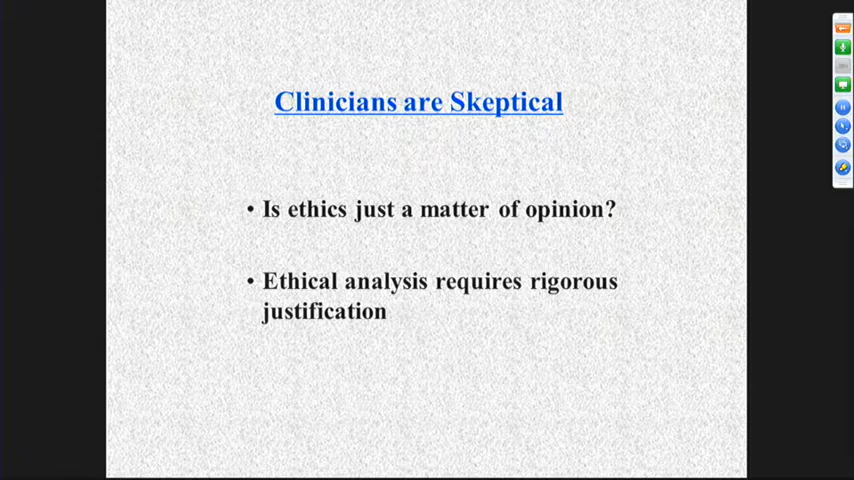 Clinicians are Skeptical
• Is ethics just a matter of opinion?
• Ethical analysis requires rigorous
justification